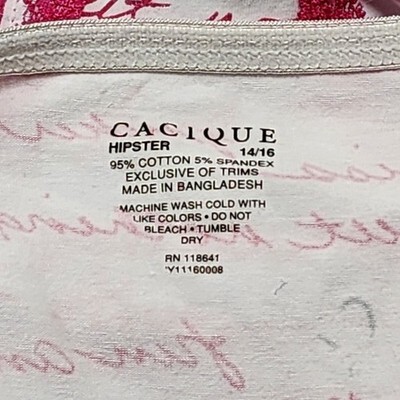 CACIQUE
HIPSTER 14/16
95% COTTON 5% SPANDEX
EXCLUSIVE OF TRIMS
MADE IN BANGLADESH
MACHINE WASH COLD WITH
LIKE COLORS • DO NOT
BLEACH • TUMBLE
DRY
RN 118641
Y11160008